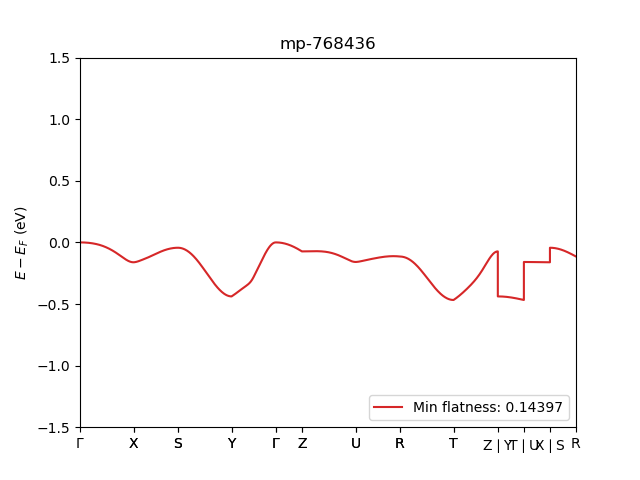 mp-768436
1.5
1.0
0.5
0.0
−0.5
−1.0
−1.5
E − E_F (eV)
Min flatness: 0.14397
Γ X S Y Γ Z U R T Z | Y T | U X | S R